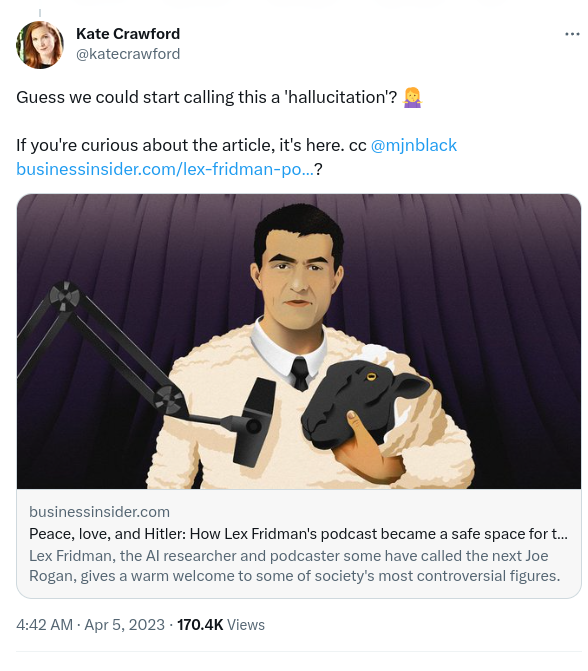 Kate Crawford
@katecrawford
Guess we could start calling this a 'hallucitation'? 🤷‍♀️
If you're curious about the article, it's here. cc @mjnblack
businessinsider.com/lex-fridman-po...?
businessinsider.com
Peace, love, and Hitler: How Lex Fridman's podcast became a safe space for t...
Lex Fridman, the AI researcher and podcaster some have called the next Joe
Rogan, gives a warm welcome to some of society's most controversial figures.
4:42 AM · Apr 5, 2023 · 170.4K Views